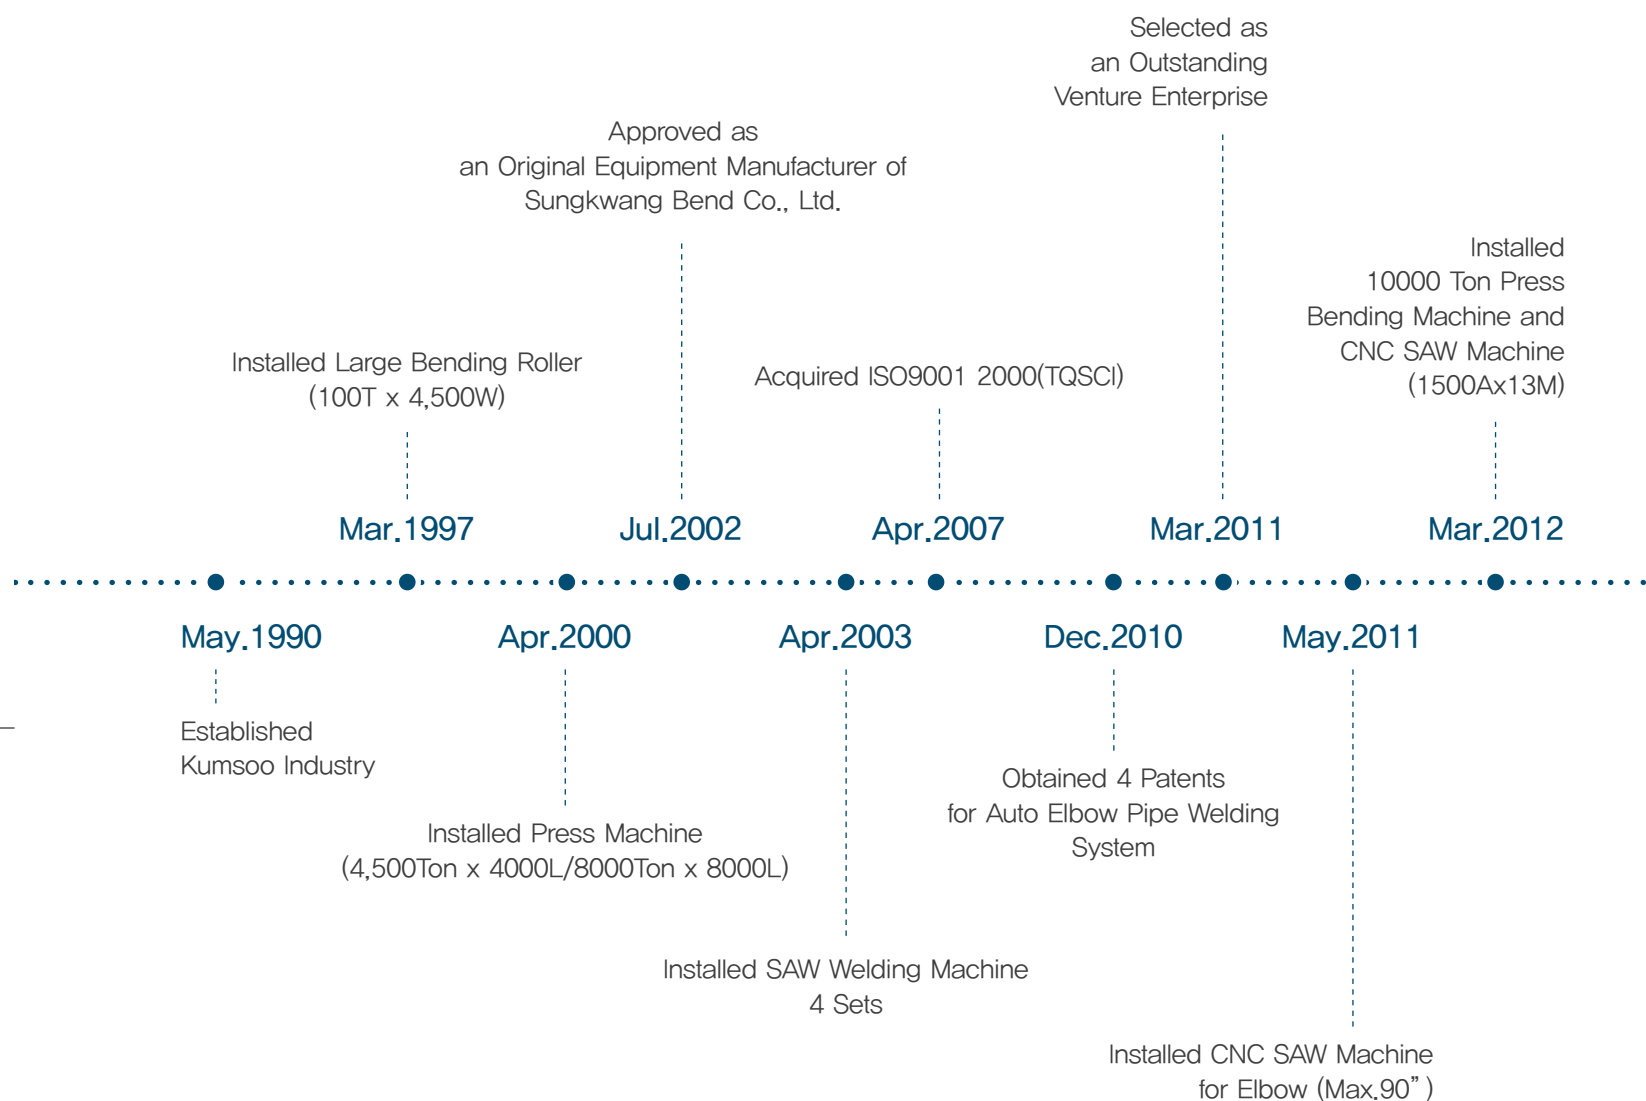 Selected as
an Outstanding
Venture Enterprise
Approved as
an Original Equipment Manufacturer of
Sungkwang Bend Co., Ltd.
Installed
10000 Ton Press
Bending Machine and
CNC SAW Machine
(1500Ax13M)
Installed Large Bending Roller
(100T x 4,500W)
Acquired ISO9001 2000(TQSCI)
Mar.1997
Jul.2002
Apr.2007
Mar.2011
Mar.2012
May.1990
Apr.2000
Apr.2003
Dec.2010
May.2011
Established
Kumsoo Industry
Installed Press Machine
(4,500Ton x 4000L/8000Ton x 8000L)
Obtained 4 Patents
for Auto Elbow Pipe Welding
System
Installed SAW Welding Machine
4 Sets
Installed CNC SAW Machine
for Elbow (Max.90” )